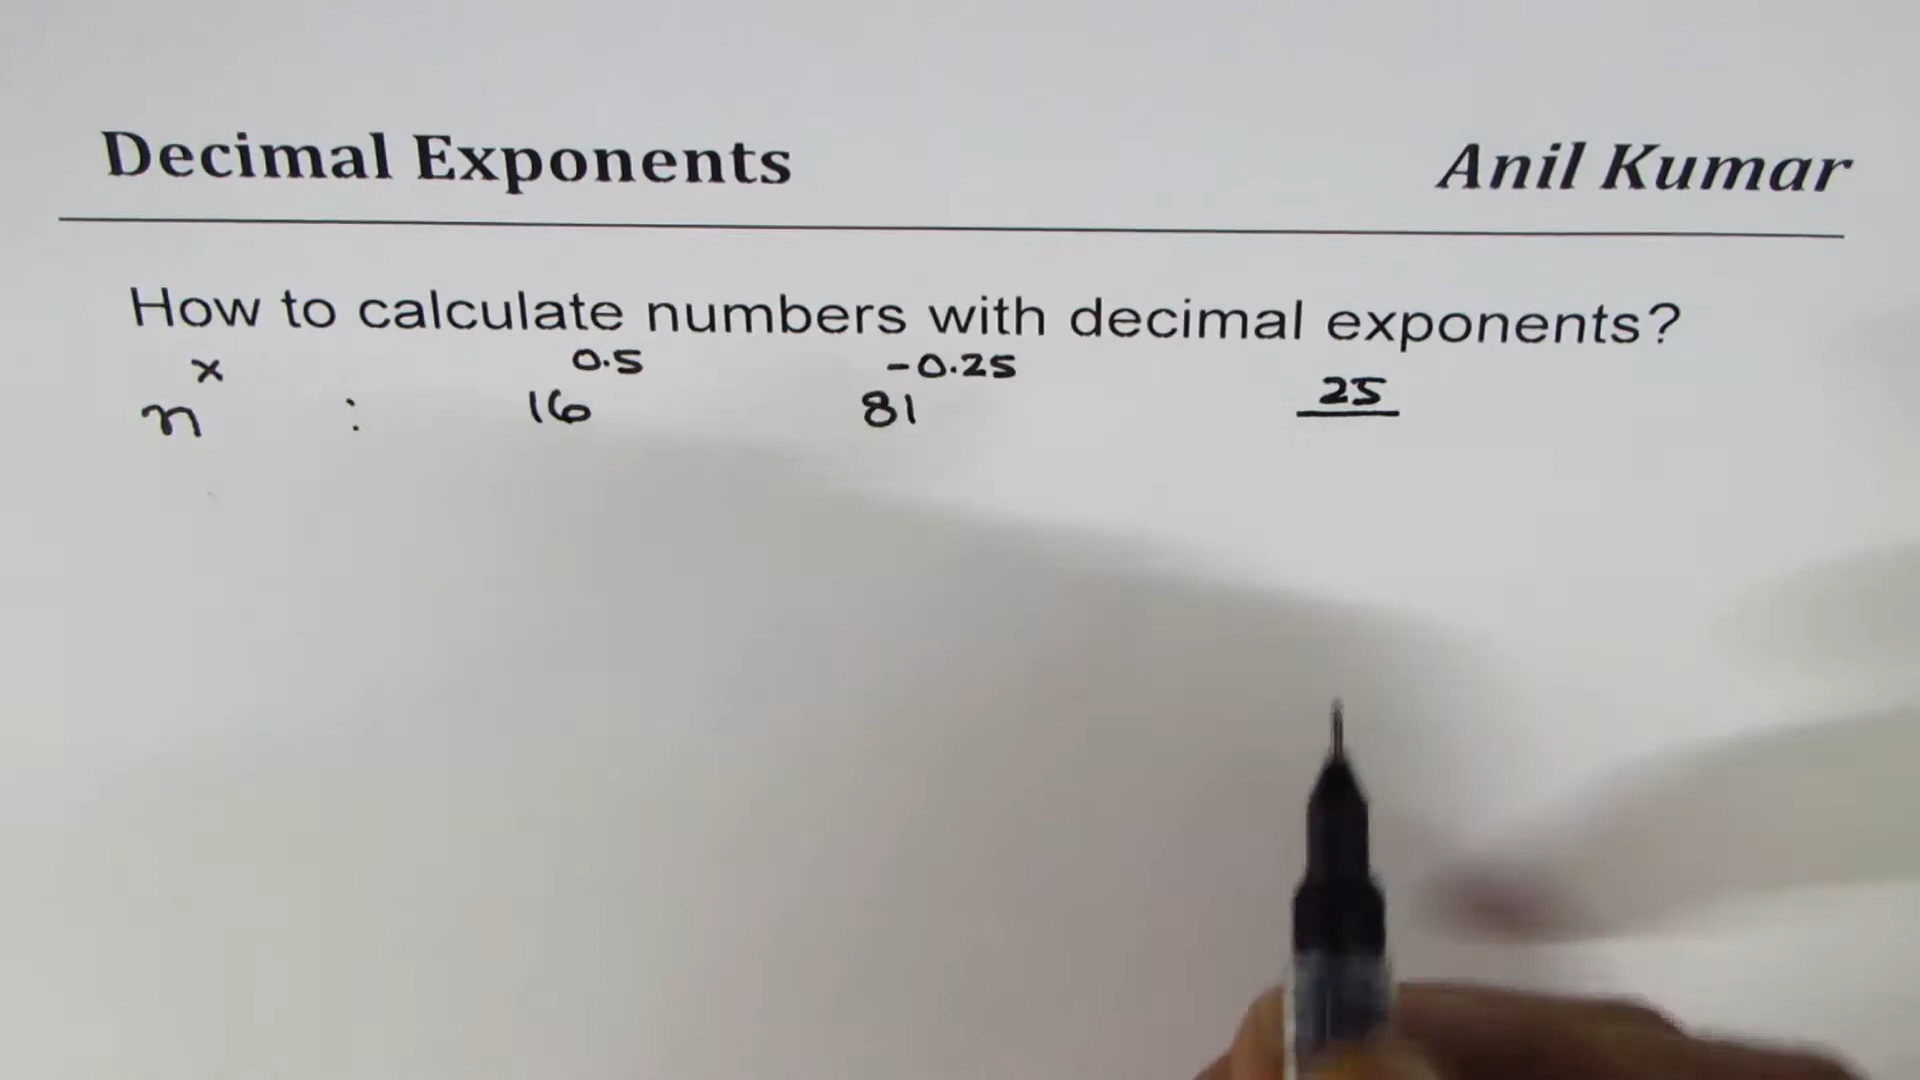 Decimal Exponents Anil Kumar
How to calculate numbers with decimal exponents?
n^x : 16^0.5 81^-0.25 25